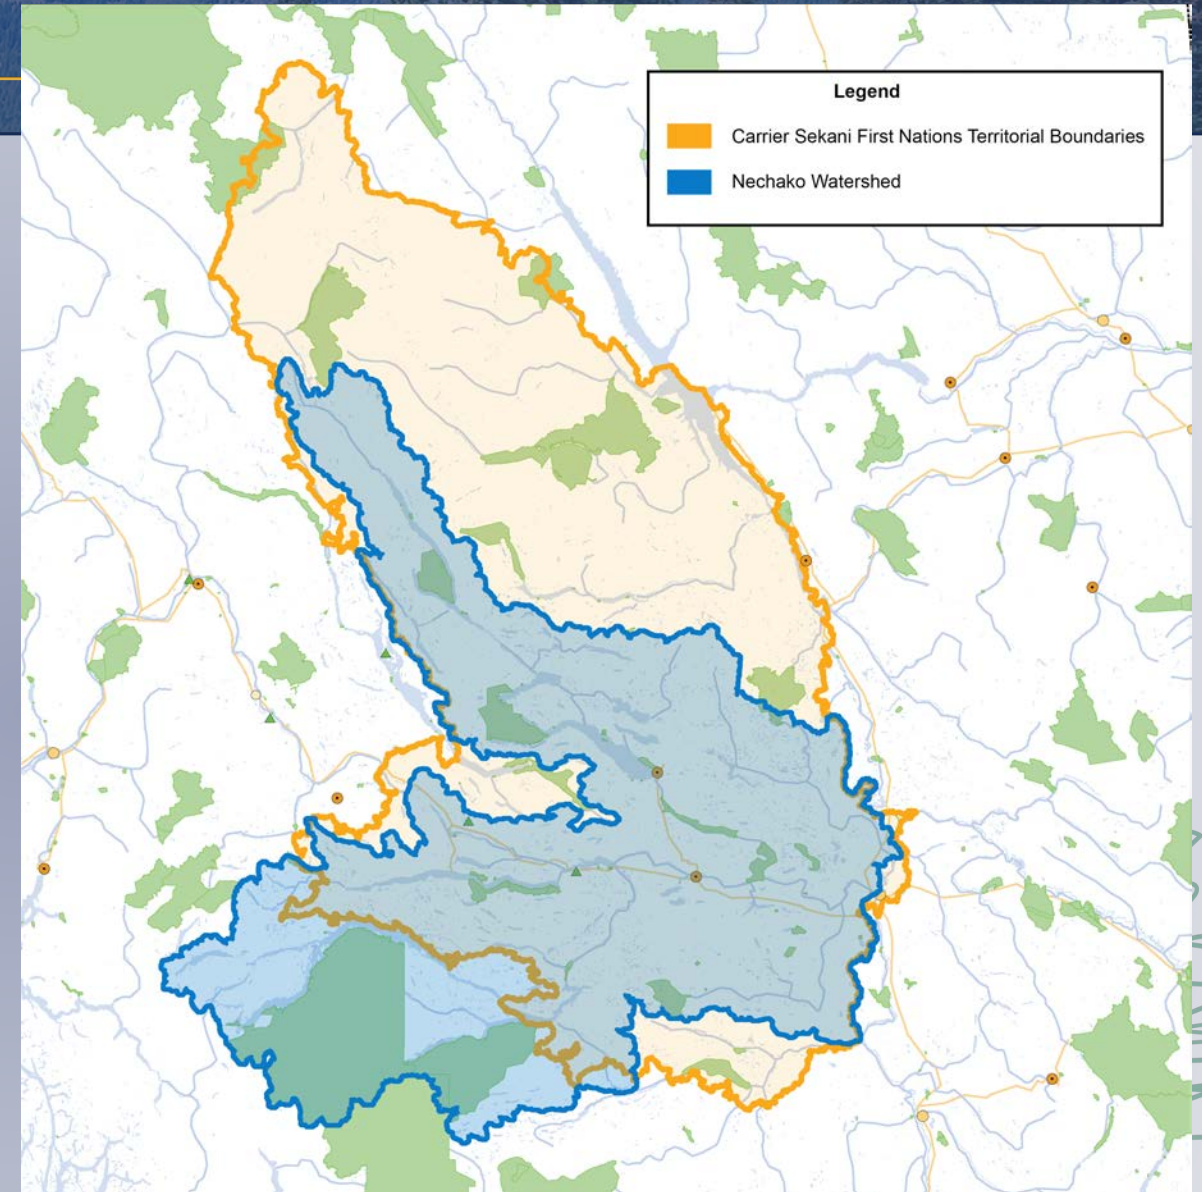 Legend
Carrier Sekani First Nations Territorial Boundaries
Nechako Watershed